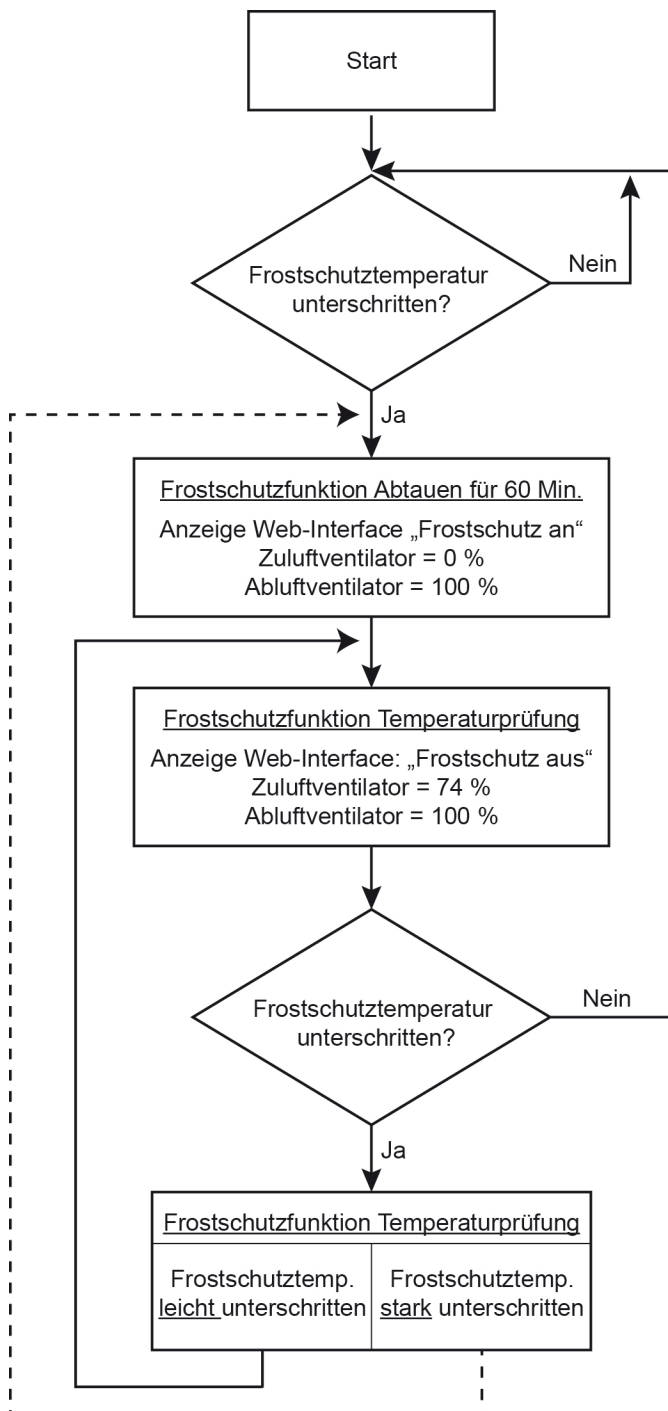 Start
Frostschutztemperatur
unterschritten?
Nein
Ja
Frostschutzfunktion Abtauen für 60 Min.
Anzeige Web-Interface „Frostschutz an“
Zuluftventilator = 0 %
Abluftventilator = 100 %
Frostschutzfunktion Temperaturprüfung
Anzeige Web-Interface: „Frostschutz aus“
Zuluftventilator = 74 %
Abluftventilator = 100 %
Frostschutztemperatur
unterschritten?
Nein
Ja
Frostschutzfunktion Temperaturprüfung
Frostschutztemp.
leicht unterschritten
Frostschutztemp.
stark unterschritten